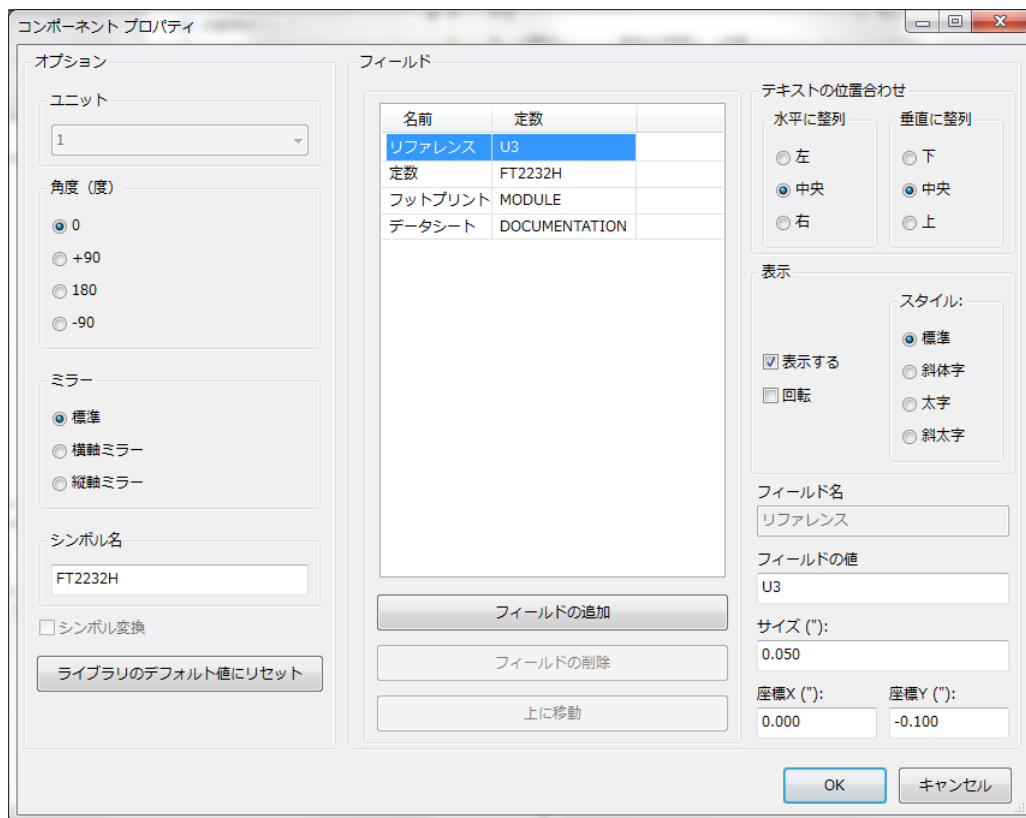 コンポーネント プロパティ
オプション
ユニット
1
角度（度）
0
+90
180
-90
ミラー
標準
横軸ミラー
縦軸ミラー
シンボル名
FT2232H
シンボル変換
ライブラリのデフォルト値にリセット
フィールド
名前 定数
リファレンス U3
定数 FT2232H
フットプリント MODULE
データシート DOCUMENTATION
フィールドの追加
フィールドの削除
上に移動
テキストの位置合わせ
水平に整列
左
中央
右
垂直に整列
下
中央
上
表示
表示する
回転
スタイル:
標準
斜体字
太字
斜太字
フィールド名
リファレンス
フィールドの値
U3
サイズ ("):
0.050
座標X ("):
0.000
座標Y ("):
-0.100
OK
キャンセル